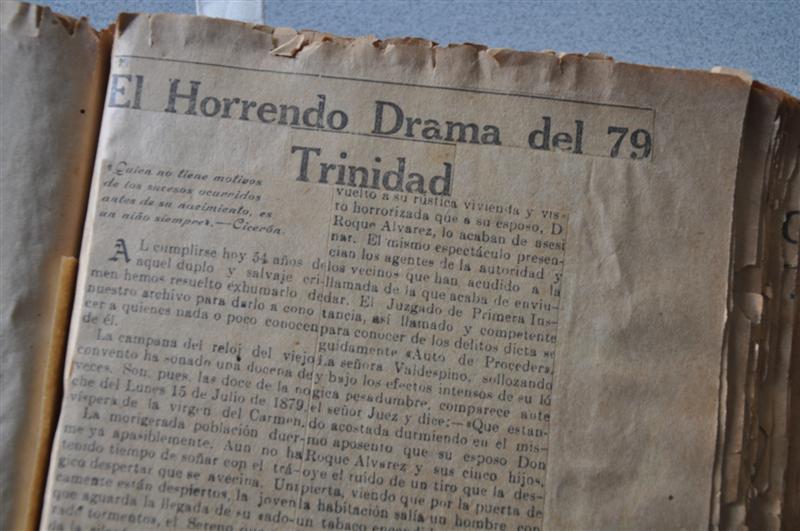 El Horrendo Drama del 79
Trinidad
«Quien no tiene motivos
de los sucesos ocurridos
antes de su nacimiento, es
un niño siempre».—Cicerón.
AL cumplirse hoy 54 años de
aquel duplo y salvaje cri-
men hemos resuelto exhumarlo de
nuestro archivo para darlo a cono
cer a quienes nada o poco conocen
de él.
La campana del reloj del viejo
convento ha sonado una docena de
veces. Son, pues, las doce de la no
che del Lunes 15 de Julio de 1879,
víspera de la virgen del Carmen.
La morigerada población duer-
me ya apasiblemente. Aun no ha
tenido tiempo de soñar con el trá-
gico despertar que se avecina. Un
camente están despiertos, la joven
que aguarda la llegada de su
rado tormentos, el Sereno
vuelto a su rústica vivienda y vis-
to horrorizada que a su esposo, D
Roque Alvarez, lo acaban de asesi
nar. El mismo espectáculo presen-
cian los agentes de la autoridad y
los vecinos que han acudido a la
llamada de la que acaba de enviu-
dar. El Juzgado de Primera Ins-
tancia, así llamado y competente
para conocer de los delitos dicta se
guidamente «Auto de Proceder».
La señora Valdespino, sollozando
y bajo los efectos intensos de su ló
gica pesadumbre, comparece ante
el señor Juez y dice:—«Que estan-
do acostada durmiendo en el mis-
mo aposento que su esposo Don
Roque Alvarez y sus cinco hijos,
oye el ruido de un tiro que la des-
pierta, viendo que por la puerta de
la habitación salía un hombre con
un tabaco